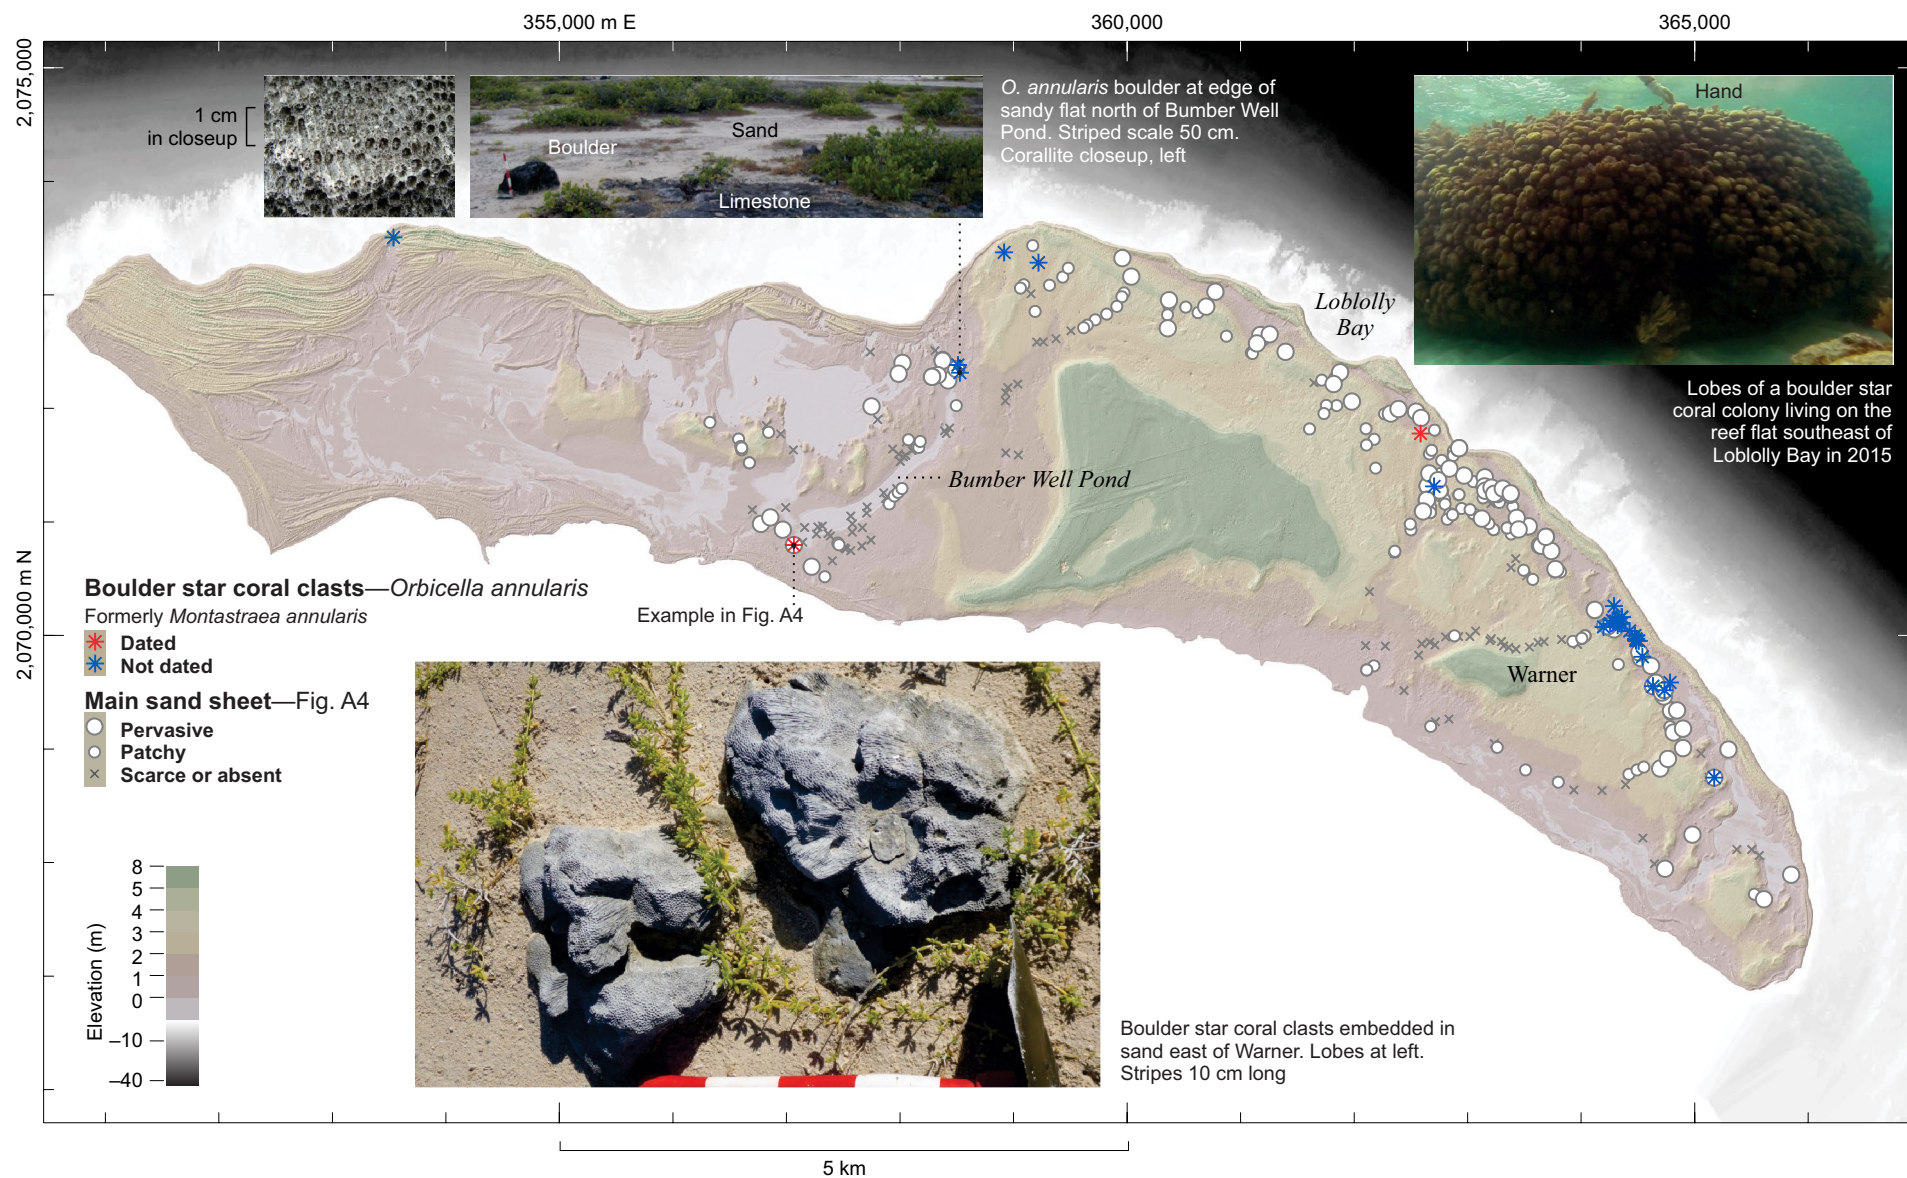 355,000 m E
360,000
365,000
2,075,000
2,070,000 m N
1 cm
in closeup
Boulder
Sand
Limestone
O. annularis boulder at edge of
sandy flat north of Bumber Well
Pond. Striped scale 50 cm.
Corallite closeup, left
Hand
Lobes of a boulder star
coral colony living on the
reef flat southeast of
Loblolly Bay in 2015
Loblolly
Bay
Bumber Well Pond
Example in Fig. A4
Warner
Boulder star coral clasts—Orbicella annularis
Formerly Montastraea annularis
Dated
Not dated
Main sand sheet—Fig. A4
Pervasive
Patchy
Scarce or absent
Elevation (m)
8
5
4
3
2
1
0
–10
–40
Boulder star coral clasts embedded in
sand east of Warner. Lobes at left.
Stripes 10 cm long
5 km